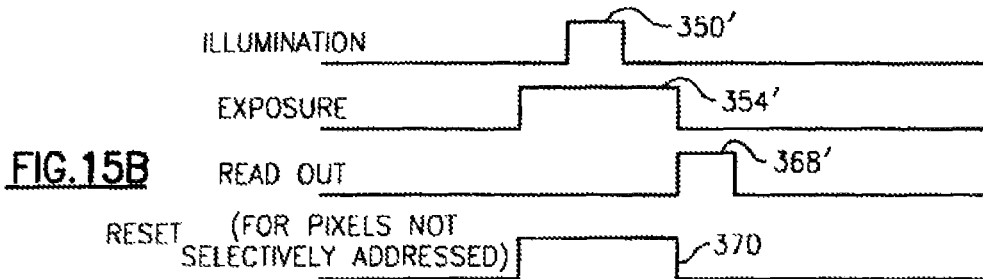 ILLUMINATION 350'
EXPOSURE 354'
FIG.15B
READ OUT 368'
RESET (FOR PIXELS NOT
SELECTIVELY ADDRESSED) 370